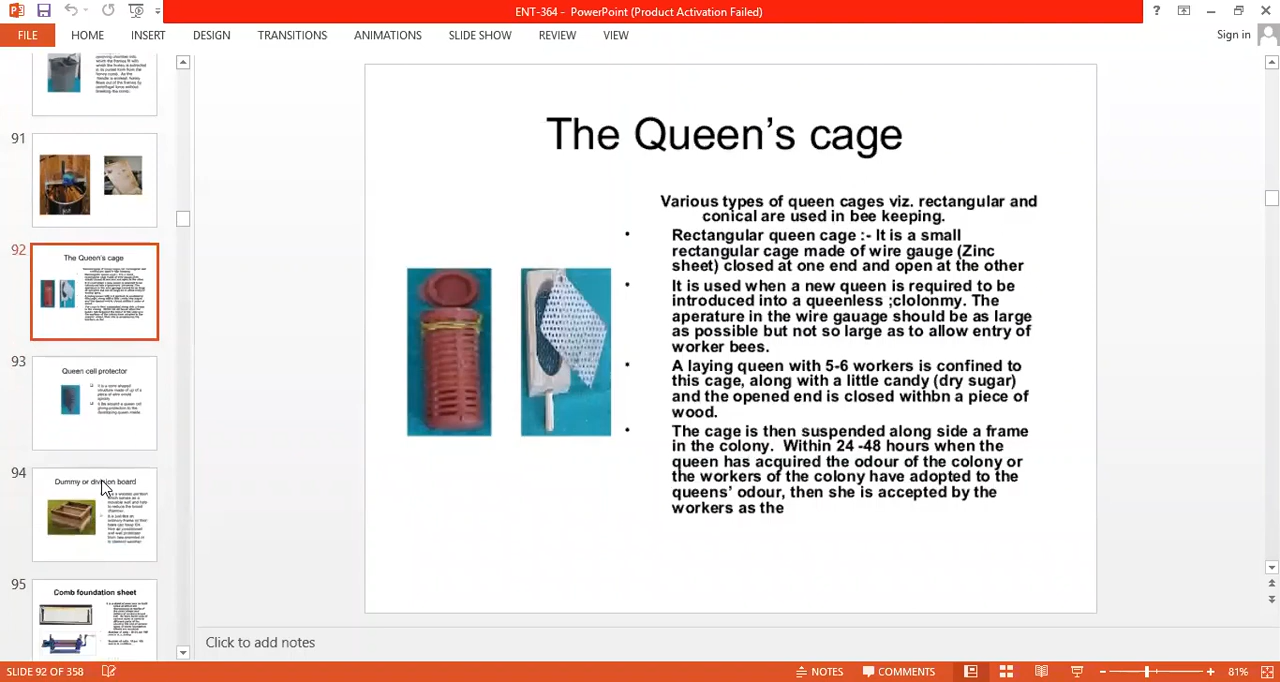 ENT-364 - PowerPoint (Product Activation Failed)
?
FILE HOME INSERT DESIGN TRANSITIONS ANIMATIONS SLIDE SHOW REVIEW VIEW Sign in
91
92
The Queen's cage
93
Queen cell protector
94
Dummy or division board
95
Comb foundation sheet
The Queen's cage
Various types of queen cages viz. rectangular and
conical are used in bee keeping.
• Rectangular queen cage :- It is a small
rectangular cage made of wire gauge (Zinc
sheet) closed at one end and open at the other
• It is used when a new queen is required to be
introduced into a queenless ;clolonmy. The
aperature in the wire gauage should be as large
as possible but not so large as to allow entry of
worker bees.
• A laying queen with 5-6 workers is confined to
this cage, along with a little candy (dry sugar)
and the opened end is closed withbn a piece of
wood.
• The cage is then suspended along side a frame
in the colony. Within 24 -48 hours when the
queen has acquired the odour of the colony or
the workers of the colony have adopted to the
queens' odour, then she is accepted by the
workers as the
Click to add notes
SLIDE 92 OF 358 NOTES COMMENTS 81%